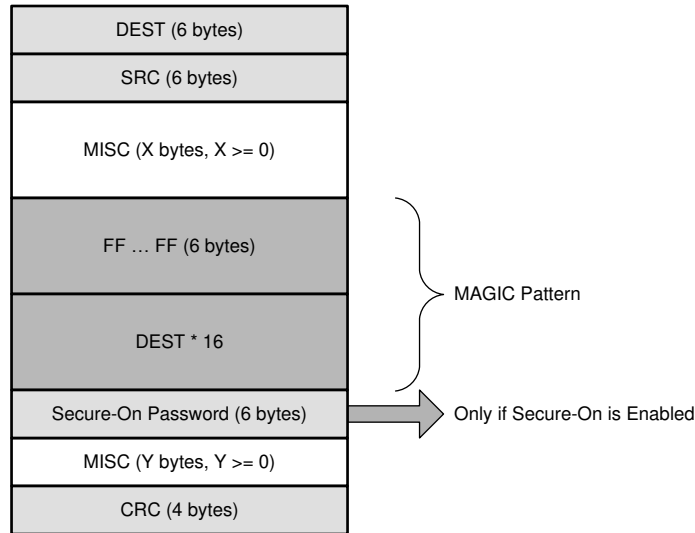 DEST (6 bytes)
SRC (6 bytes)
MISC (X bytes, X >= 0)
FF … FF (6 bytes)
MAGIC Pattern
DEST * 16
Secure-On Password (6 bytes)
Only if Secure-On is Enabled
MISC (Y bytes, Y >= 0)
CRC (4 bytes)